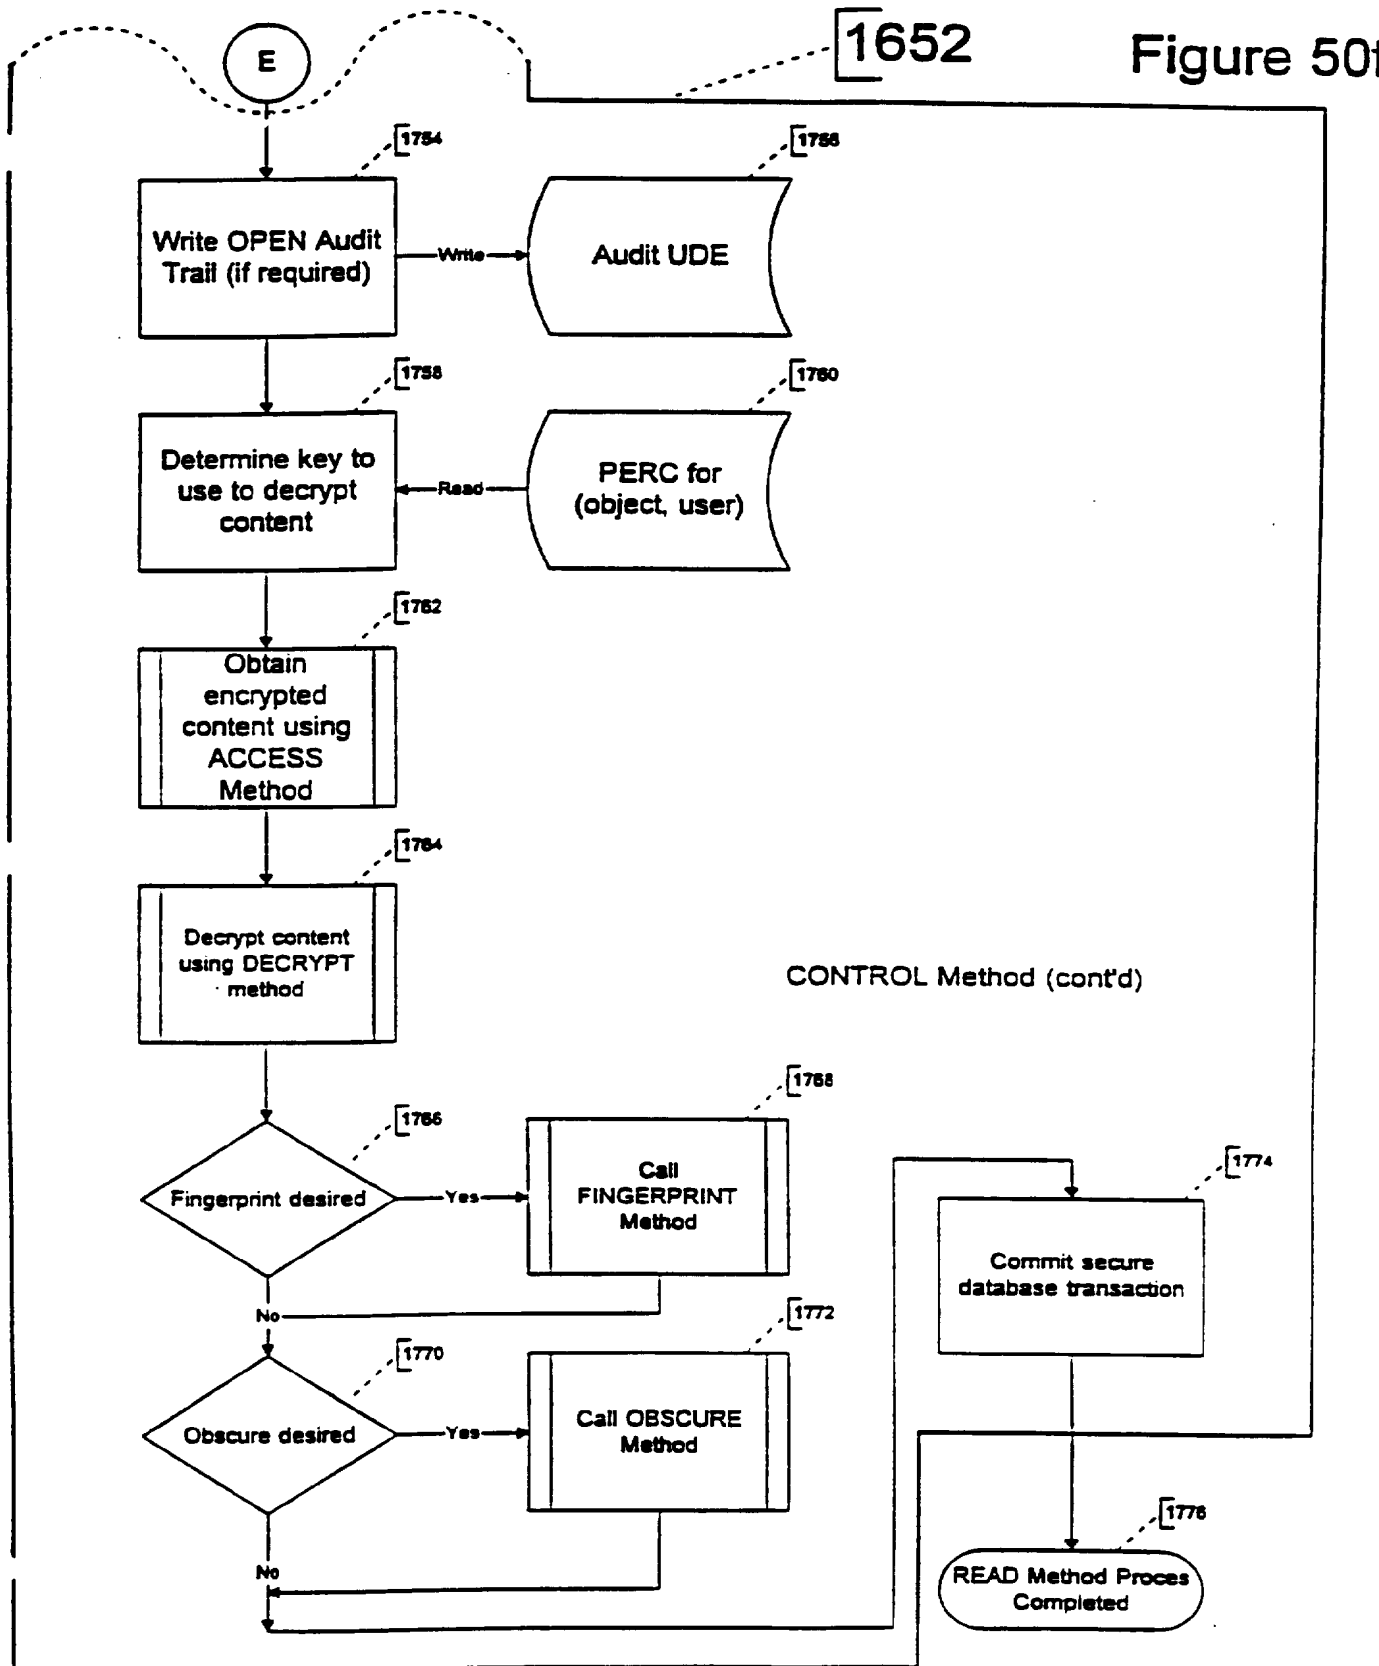 E
1652
Figure 50f
1754
Write OPEN Audit
Trail (if required)
Write
1756
Audit UDE
1758
Determine key to
use to decrypt
content
Read
1760
PERC for
(object, user)
1762
Obtain
encrypted
content using
ACCESS
Method
1764
Decrypt content
using DECRYPT
method
CONTROL Method (cont'd)
1766
Fingerprint desired
Yes
1768
Call
FINGERPRINT
Method
No
1770
Obscure desired
Yes
1772
Call OBSCURE
Method
No
1774
Commit secure
database transaction
1776
READ Method Proces
Completed